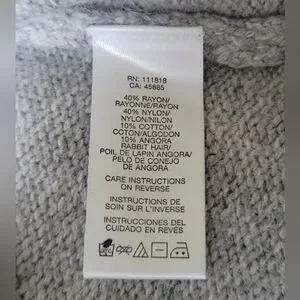 RN: 111818
CA: 45885
40% RAYON/
RAYONNE/RAYON
40% NYLON/
NYLON/NILON
10% COTTON/
COTON/ALGODON
10% ANGORA
RABBIT HAIR/
POIL DE LAPIN ANGORA/
PELO DE CONEJO
DE ANGORA
CARE INSTRUCTIONS
ON REVERSE
INSTRUCTIONS DE
SOIN SUR L'INVERSE
INSTRUCCIONES DEL
CUIDADO EN REVÉS